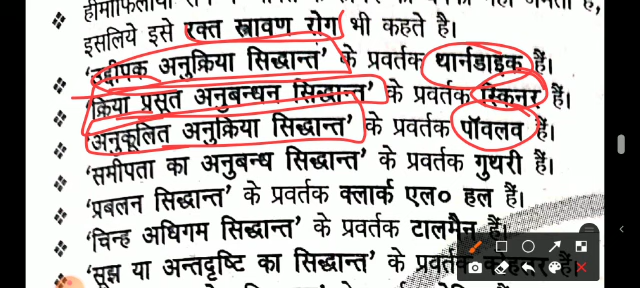 इसलिये इसे रक्त स्त्रावण रोग भी कहते हैं।
'उद्दीपक अनुक्रिया सिद्धान्त' के प्रवर्तक थार्नडाइक हैं।
'क्रिया प्रसूत अनुबन्धन सिद्धान्त' के प्रवर्तक स्किनर हैं।
'अनुकूलित अनुक्रिया सिद्धान्त' के प्रवर्तक पॉवलव हैं।
'समीपता का अनुबन्ध सिद्धान्त' के प्रवर्तक गुथरी हैं।
'प्रबलन सिद्धान्त' के प्रवर्तक क्लार्क एल० हल हैं।
'चिन्ह अधिगम सिद्धान्त' के प्रवर्तक टालमैन हैं।
'सूझ या अन्तदृष्टि का सिद्धान्त' के प्रवर्तक कोहलर हैं।